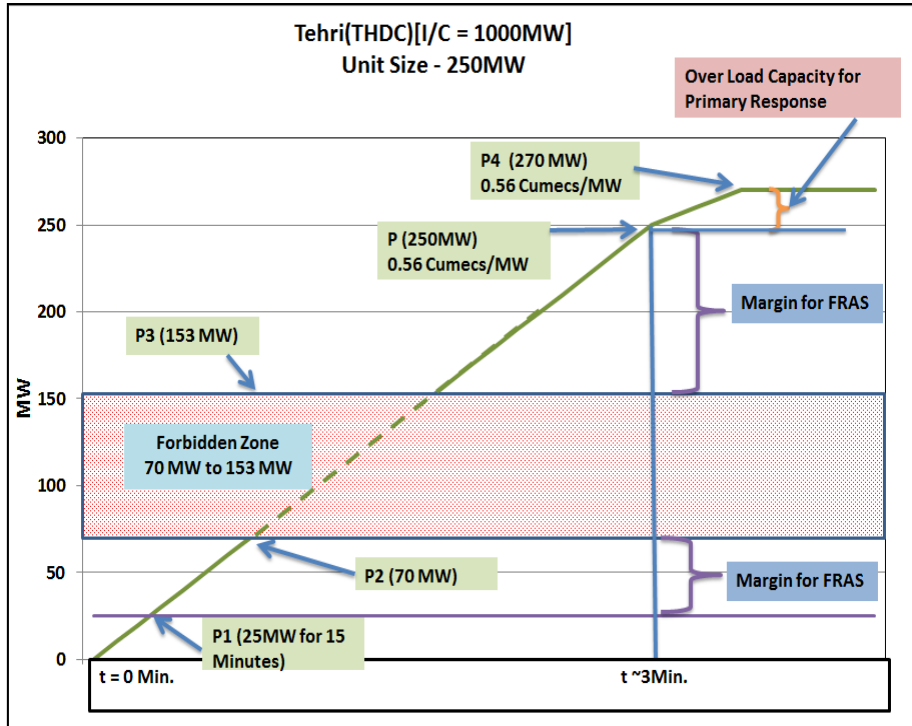 Tehri(THDC)[I/C = 1000MW]
Unit Size - 250MW
Over Load Capacity for
Primary Response
300
P4  (270 MW)
0.56 Cumecs/MW
250
P (250MW)
0.56 Cumecs/MW
Margin for FRAS
200
P3 (153 MW)
MW
150
Forbidden Zone
70 MW to 153 MW
100
50
P2 (70 MW)
Margin for FRAS
P1 (25MW for 15
Minutes)
0
t = 0 Min.
t ~3Min.